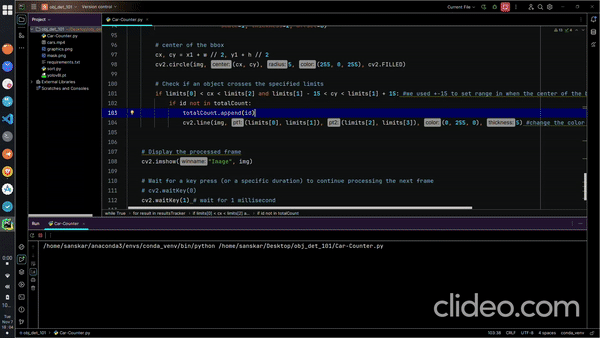 obj_det_101
Version control
Current File
Project
Car-Counter.py
obj_det_101
Car-Counter.py
cars.mp4
graphics.png
mask.png
requirements.txt
sort.py
yolov8l.pt
External Libraries
Scratches and Consoles
95
96 # center of the bbox
97 cx, cy = x1 + w // 2, y1 + h // 2
98 cv2.circle(img, center:(cx, cy), radius:5, color:(255, 0, 255), cv2.FILLED)
99
100 # Check if an object crosses the specified limits
101 if limits[0] < cx < limits[2] and limits[1] - 15 < cy < limits[1] + 15: #we used +-15 to set range in when the center of the b
102 if id not in totalCount:
103 totalCount.append(id)
104 cv2.line(img, pt1:(limits[0], limits[1]), pt2:(limits[2], limits[3]), color:(0, 255, 0), thickness:5) #change the color
107 # Display the processed frame
108 cv2.imshow(winname:"Image", img)
109
110 # Wait for a key press (or a specific duration) to continue processing the next frame
111 # cv2.waitKey(0)
112 cv2.waitKey(1) # wait for 1 millisecond
while True › for result in resultsTracker › if limits[0] < cx < limits[2] a... › if id not in totalCount
Run Car-Counter
/home/sanskar/anaconda3/envs/conda_venv/bin/python /home/sanskar/Desktop/obj_det_101/Car-Counter.py
0:00
Tue
clideo.com
obj_det_101 › Car-Counter.py
103:38 CRLF UTF-8 4 spaces conda_venv